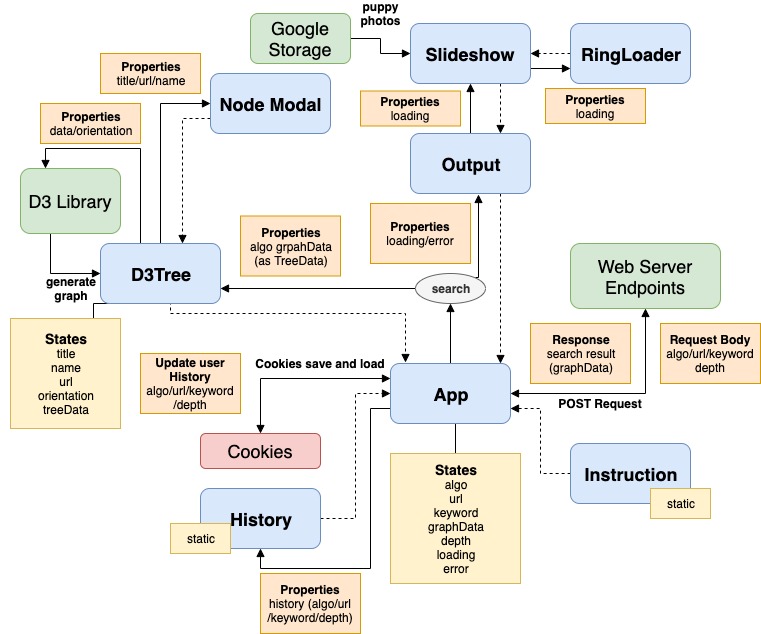 puppy
photos
Google
Storage
Slideshow
RingLoader
Properties
title/url/name
Node Modal
Properties
loading
Properties
loading
Properties
data/orientation
Output
D3 Library
Properties
algo grpahData
(as TreeData)
Properties
loading/error
D3Tree
generate
graph
search
Web Server
Endpoints
States
title
name
url
orientation
treeData
Update user
History
algo/url/keyword
/depth
Cookies save and load
Response
search result
(graphData)
Request Body
algo/url/keyword
depth
App
POST Request
Cookies
States
algo
url
keyword
graphData
depth
loading
error
Instruction
static
History
static
Properties
history (algo/url
/keyword/depth)